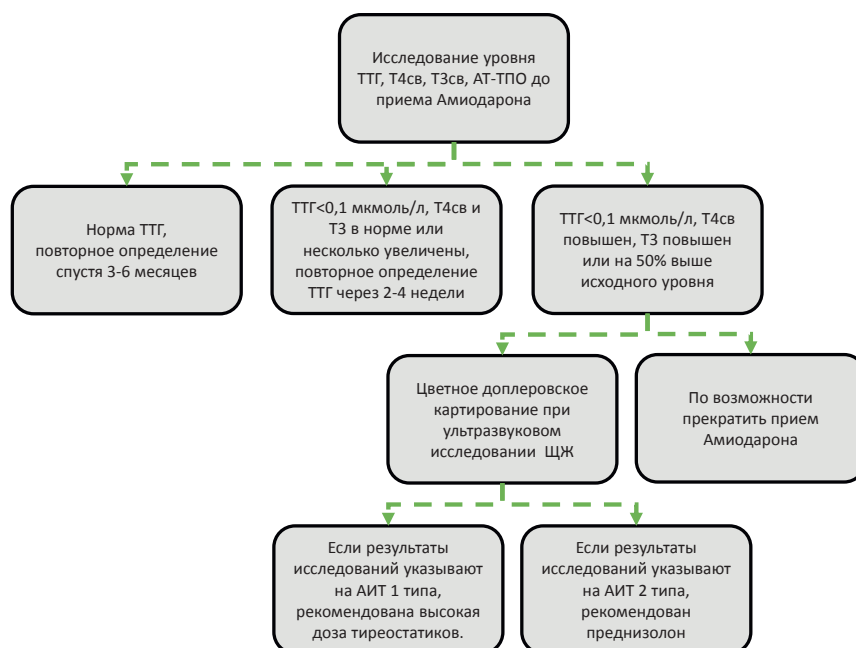 Исследование уровня
ТТГ, Т4св, Т3св, АТ-ТПО до
приема Амиодарона
Норма ТТГ,
повторное определение
спустя 3-6 месяцев
ТТГ<0,1 мкмоль/л, Т4св и
Т3 в норме или
несколько увеличены,
повторное определение
ТТГ через 2-4 недели
ТТГ<0,1 мкмоль/л, Т4св
повышен, Т3 повышен
или на 50% выше
исходного уровня
Цветное доплеровское
картирование при
ультразвуковом
исследовании ЩЖ
По возможности
прекратить прием
Амиодарона
Если результаты
исследований указывают
на АИТ 1 типа,
рекомендована высокая
доза тиреостатиков.
Если результаты
исследований указывают
на АИТ 2 типа,
рекомендован
преднизолон